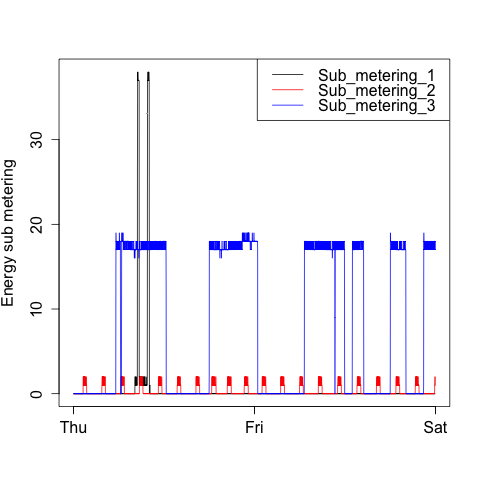 Sub_metering_1
Sub_metering_2
Sub_metering_3
Energy sub metering
30
20
10
0
Thu Fri Sat